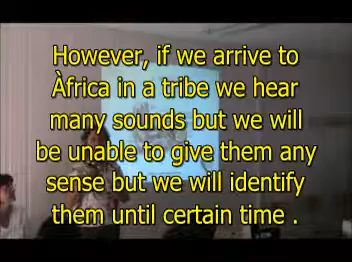 However, if we arrive to
Àfrica in a tribe we hear
many sounds but we will
be unable to give them any
sense but we will identify
them until certain time .